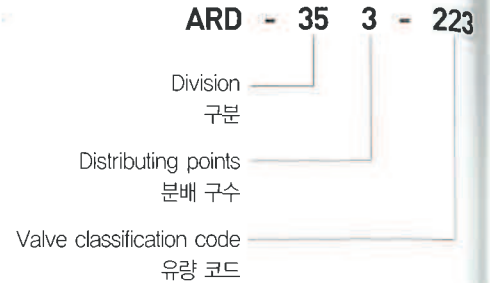 ARD - 35 3 - 223
Division
구분
Distributing points
분배 구수
Valve classification code
유량 코드